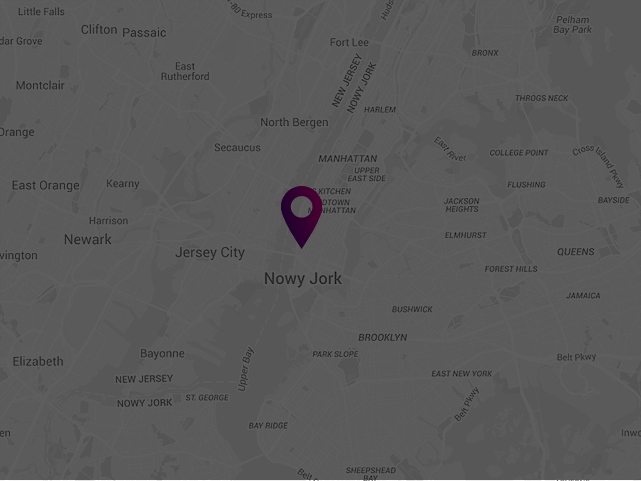 Little Falls
-80 Express
Clifton
Passaic
Pelham
Bay Park
dar Grove
Fort Lee
BRONX
East
Rutherford
NEW JERSEY
NOWY JORK
Montclair
THROGS NECK
HARLEM
North Bergen
Orange
East River
Secaucus
COLLEGE POINT
Cross Island Pkwy
MANHATTAN
UPPER
EAST SIDE
East Orange
Kearny
FLUSHING
KITCHEN
BAYSIDE
JACKSON
HEIGHTS
DTOWN
NHATTAN
Harrison
Newark
ELMHURST
Jersey City
QUEENS
vington
FOREST HILLS
Nowy Jork
JAMAICA
BUSHWICK
BROOKLYN
Bayonne
PARK SLOPE
Belt Pkwy
Elizabeth
Upper Bay
EAST NEW YORK
NEW JERSEY
ST. GEORGE
NOWY JORK
Belt Pkwy
BAY RIDGE
en
Inwo
SHEEPSHEAD
BAY
Belt